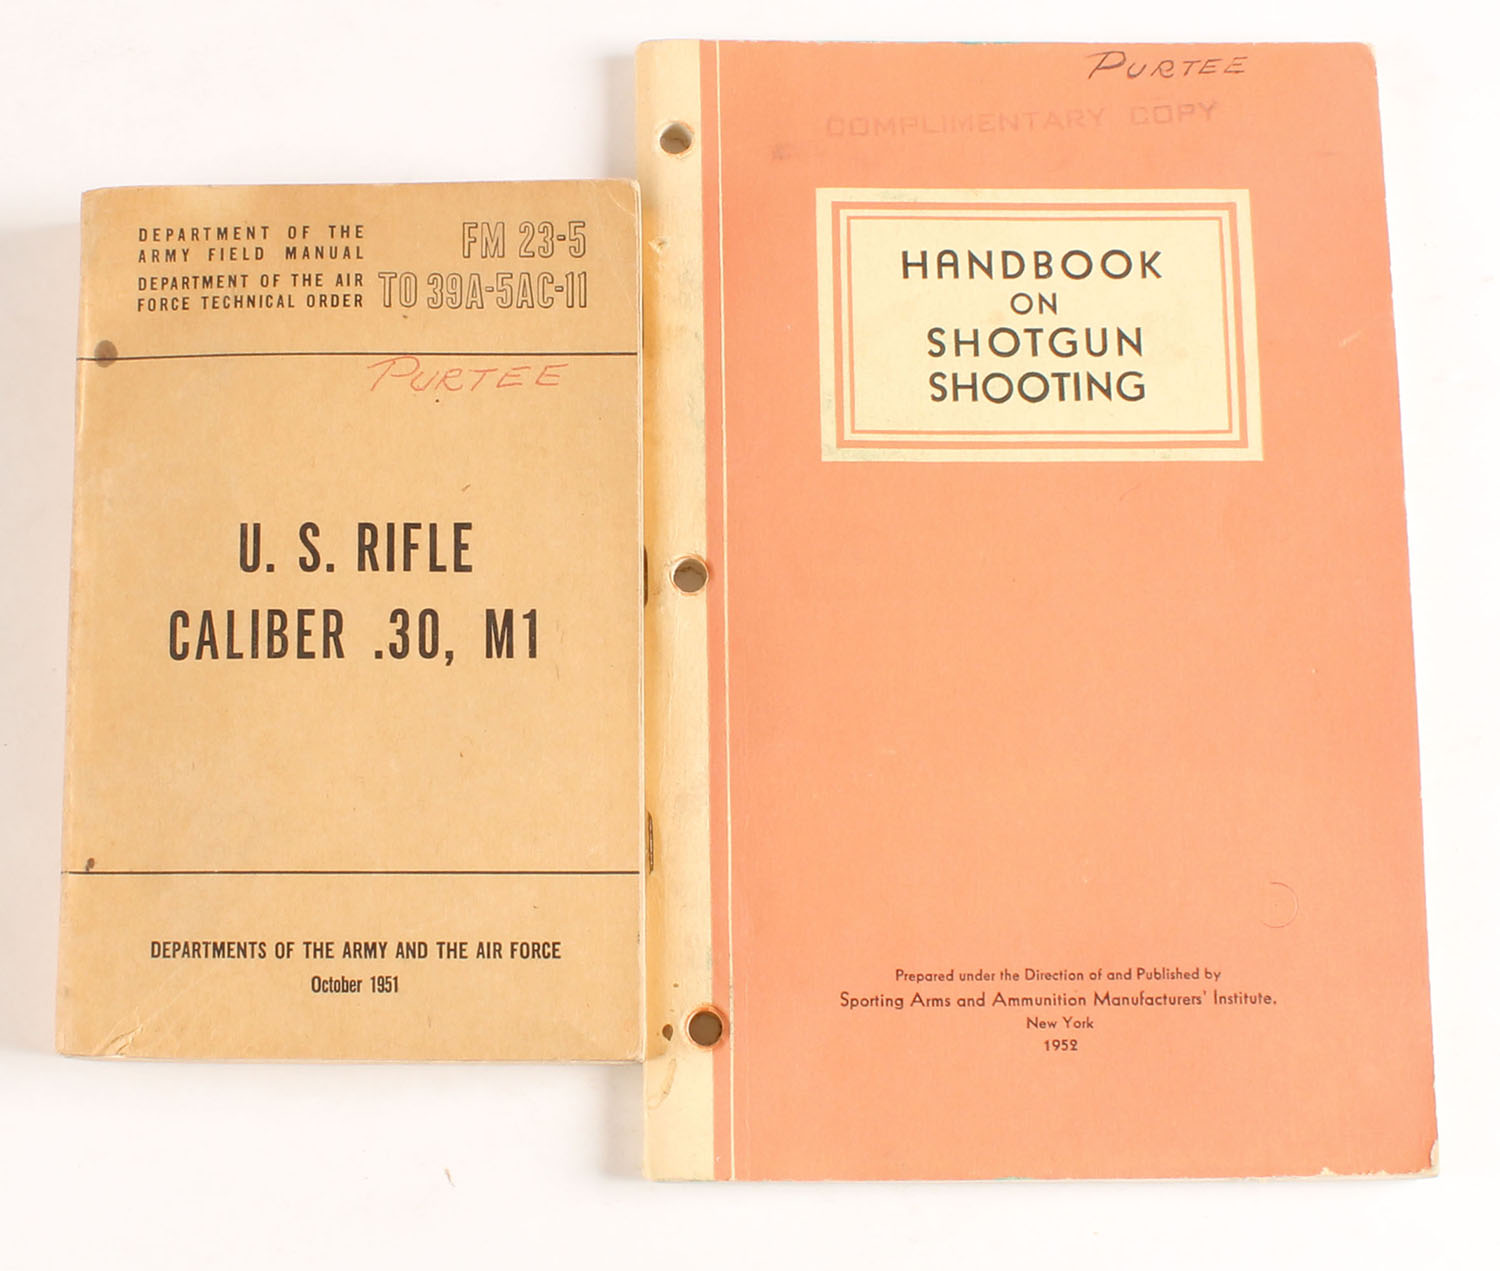 DEPARTMENT OF THE
ARMY FIELD MANUAL
DEPARTMENT OF THE AIR
FORCE TECHNICAL ORDER
FM 23-5
TO 39A-5AC-11
PURTEE
U. S. RIFLE
CALIBER .30, M1
DEPARTMENTS OF THE ARMY AND THE AIR FORCE
October 1951
PURTEE
COMPLIMENTARY COPY
HANDBOOK
ON
SHOTGUN
SHOOTING
Prepared under the Direction of and Published by
Sporting Arms and Ammunition Manufacturers' Institute.
New York
1952